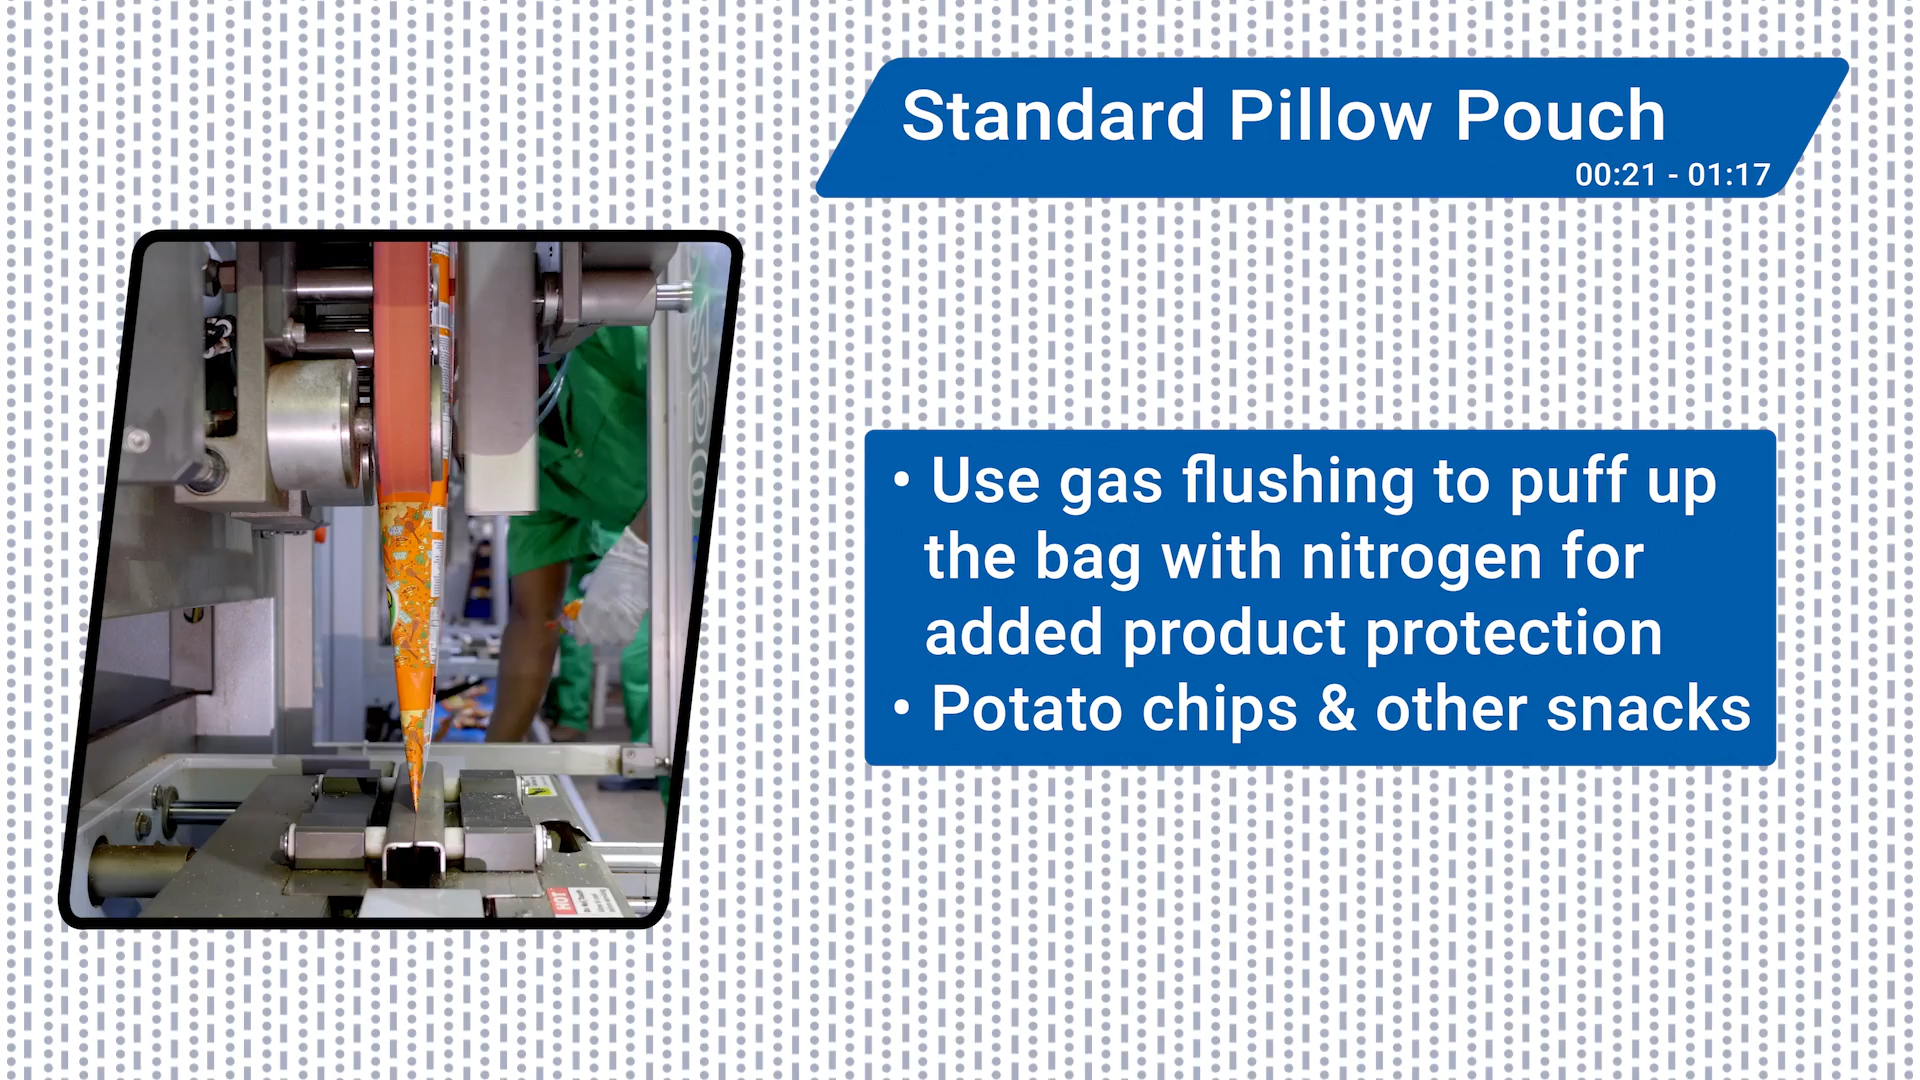 Standard Pillow Pouch
00:21 - 01:17
• Use gas flushing to puff up
the bag with nitrogen for
added product protection
• Potato chips & other snacks
HOT